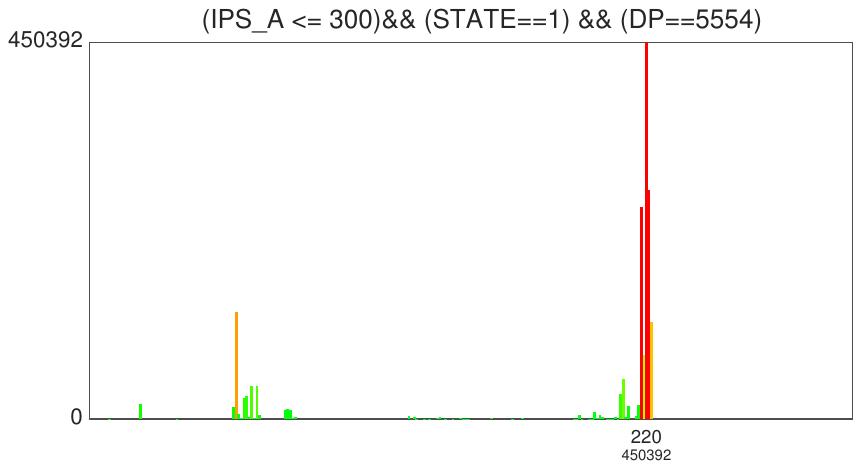 (IPS_A <= 300)&& (STATE==1) && (DP==5554)
450392
0
220
450392